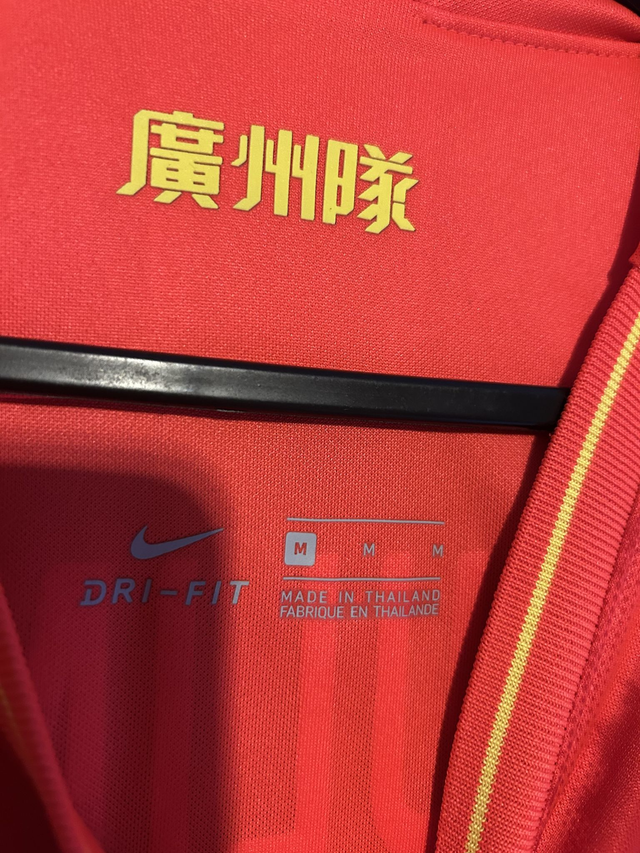 廣州隊
DRI-FIT
M M M
MADE IN THAILAND
FABRIQUE EN THAILANDE